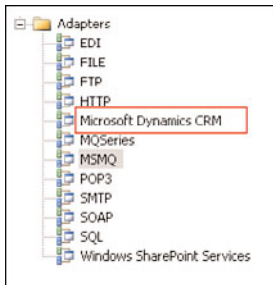 Adapters
EDI
FILE
FTP
HTTP
Microsoft Dynamics CRM
MQSeries
MSMQ
POP3
SMTP
SOAP
SQL
Windows SharePoint Services